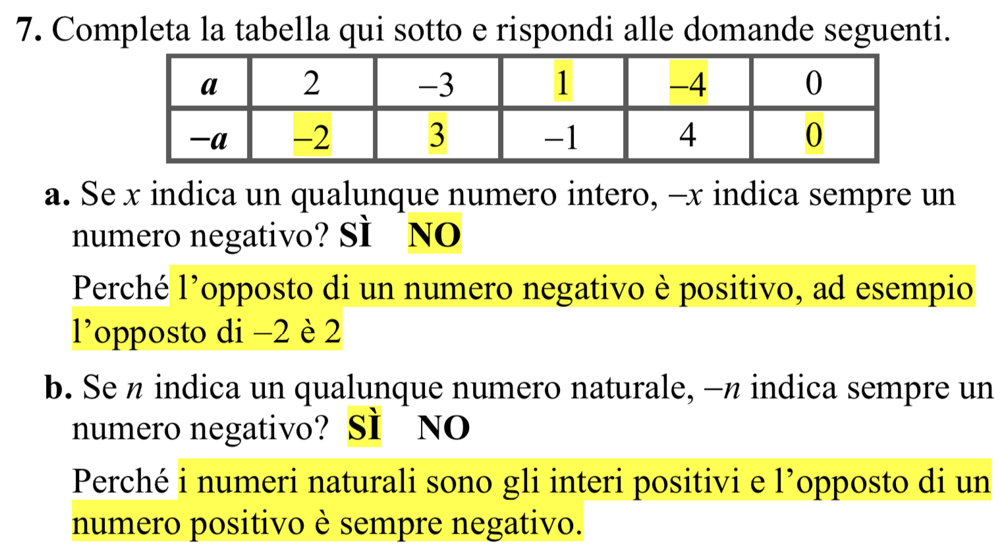 7. Completa la tabella qui sotto e rispondi alle domande seguenti.
a 2 –3 1 –4 0
–a –2 3 –1 4 0
a. Se x indica un qualunque numero intero, –x indica sempre un
numero negativo? SÌ NO
Perché l’opposto di un numero negativo è positivo, ad esempio
l’opposto di –2 è 2
b. Se n indica un qualunque numero naturale, –n indica sempre un
numero negativo? SÌ NO
Perché i numeri naturali sono gli interi positivi e l’opposto di un
numero positivo è sempre negativo.